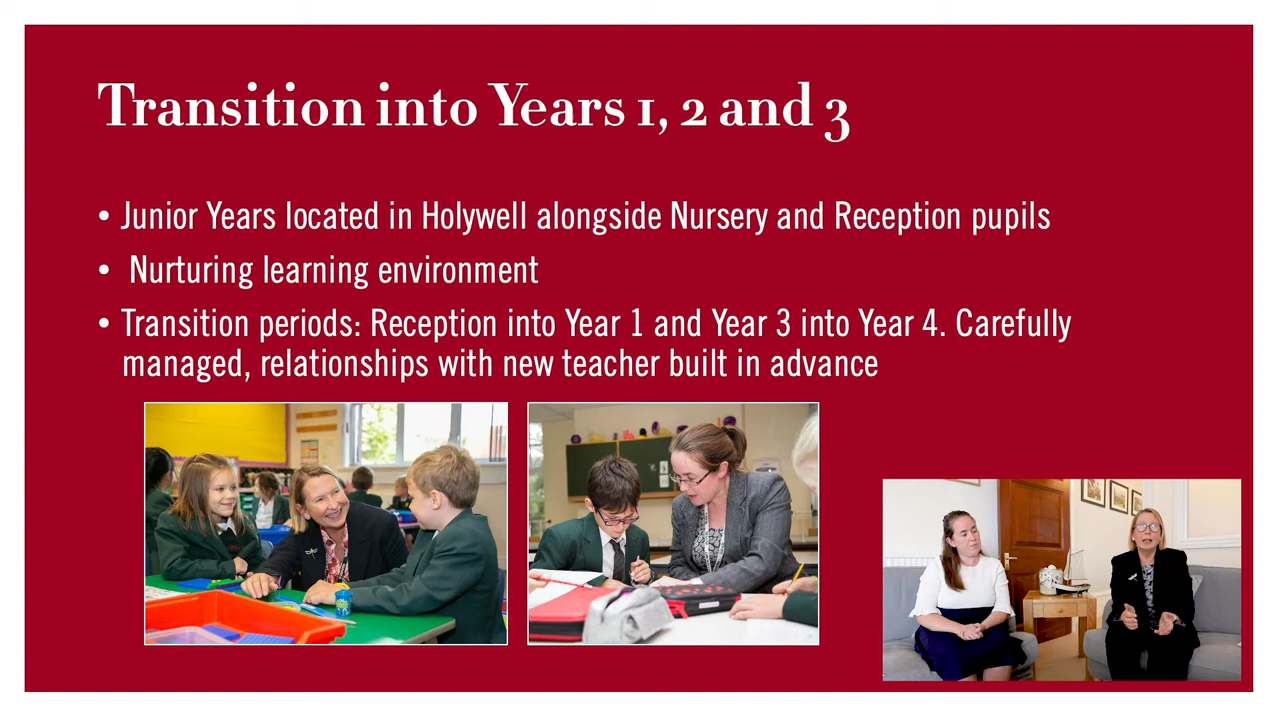 Transition into Years 1, 2 and 3
• Junior Years located in Holywell alongside Nursery and Reception pupils
• Nurturing learning environment
• Transition periods: Reception into Year 1 and Year 3 into Year 4. Carefully
managed, relationships with new teacher built in advance